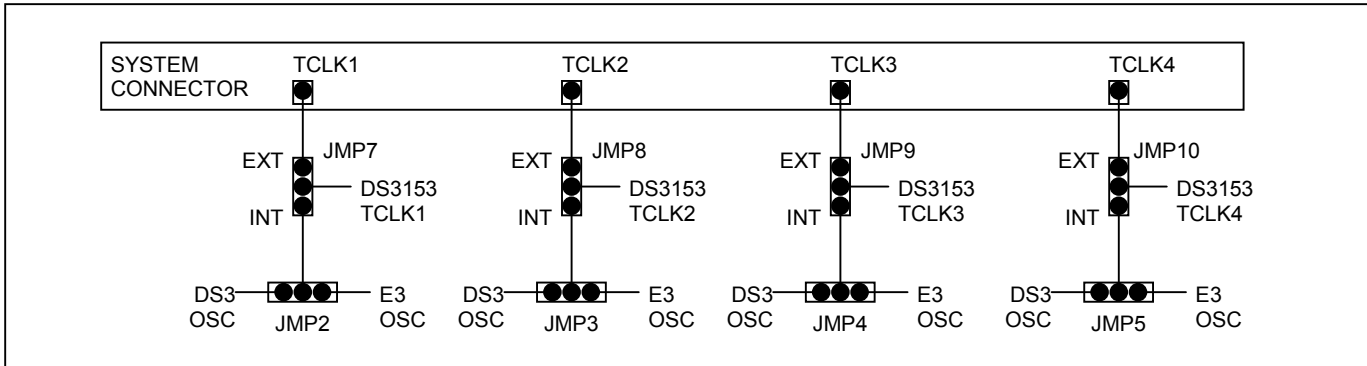 SYSTEM
CONNECTOR
TCLK1
TCLK2
TCLK3
TCLK4
EXT
JMP7
DS3153
TCLK1
INT
EXT
JMP8
DS3153
TCLK2
INT
EXT
JMP9
DS3153
TCLK3
INT
EXT
JMP10
DS3153
TCLK4
INT
DS3
OSC
JMP2
E3
OSC
DS3
OSC
JMP3
E3
OSC
DS3
OSC
JMP4
E3
OSC
DS3
OSC
JMP5
E3
OSC